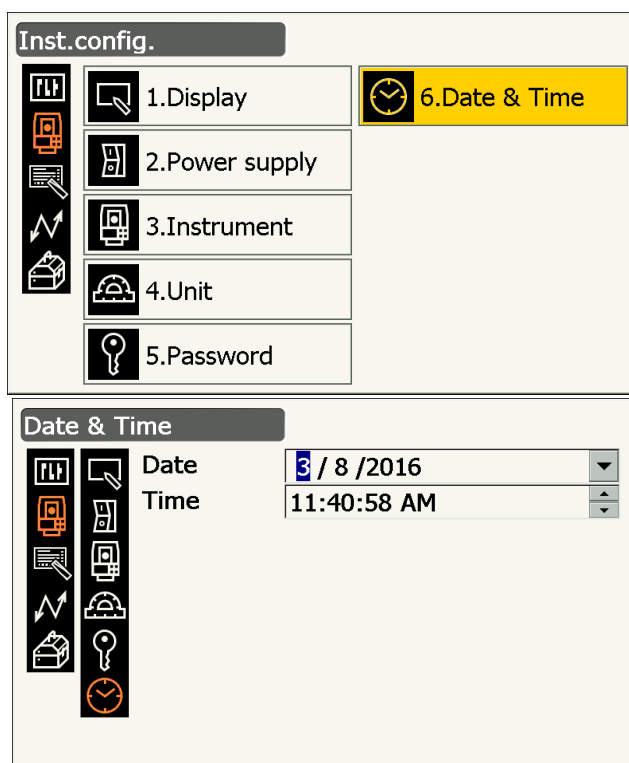 Inst.config.
1.Display
2.Power supply
3.Instrument
4.Unit
5.Password
6.Date & Time
Date & Time
Date 3 / 8 /2016
Time 11:40:58 AM